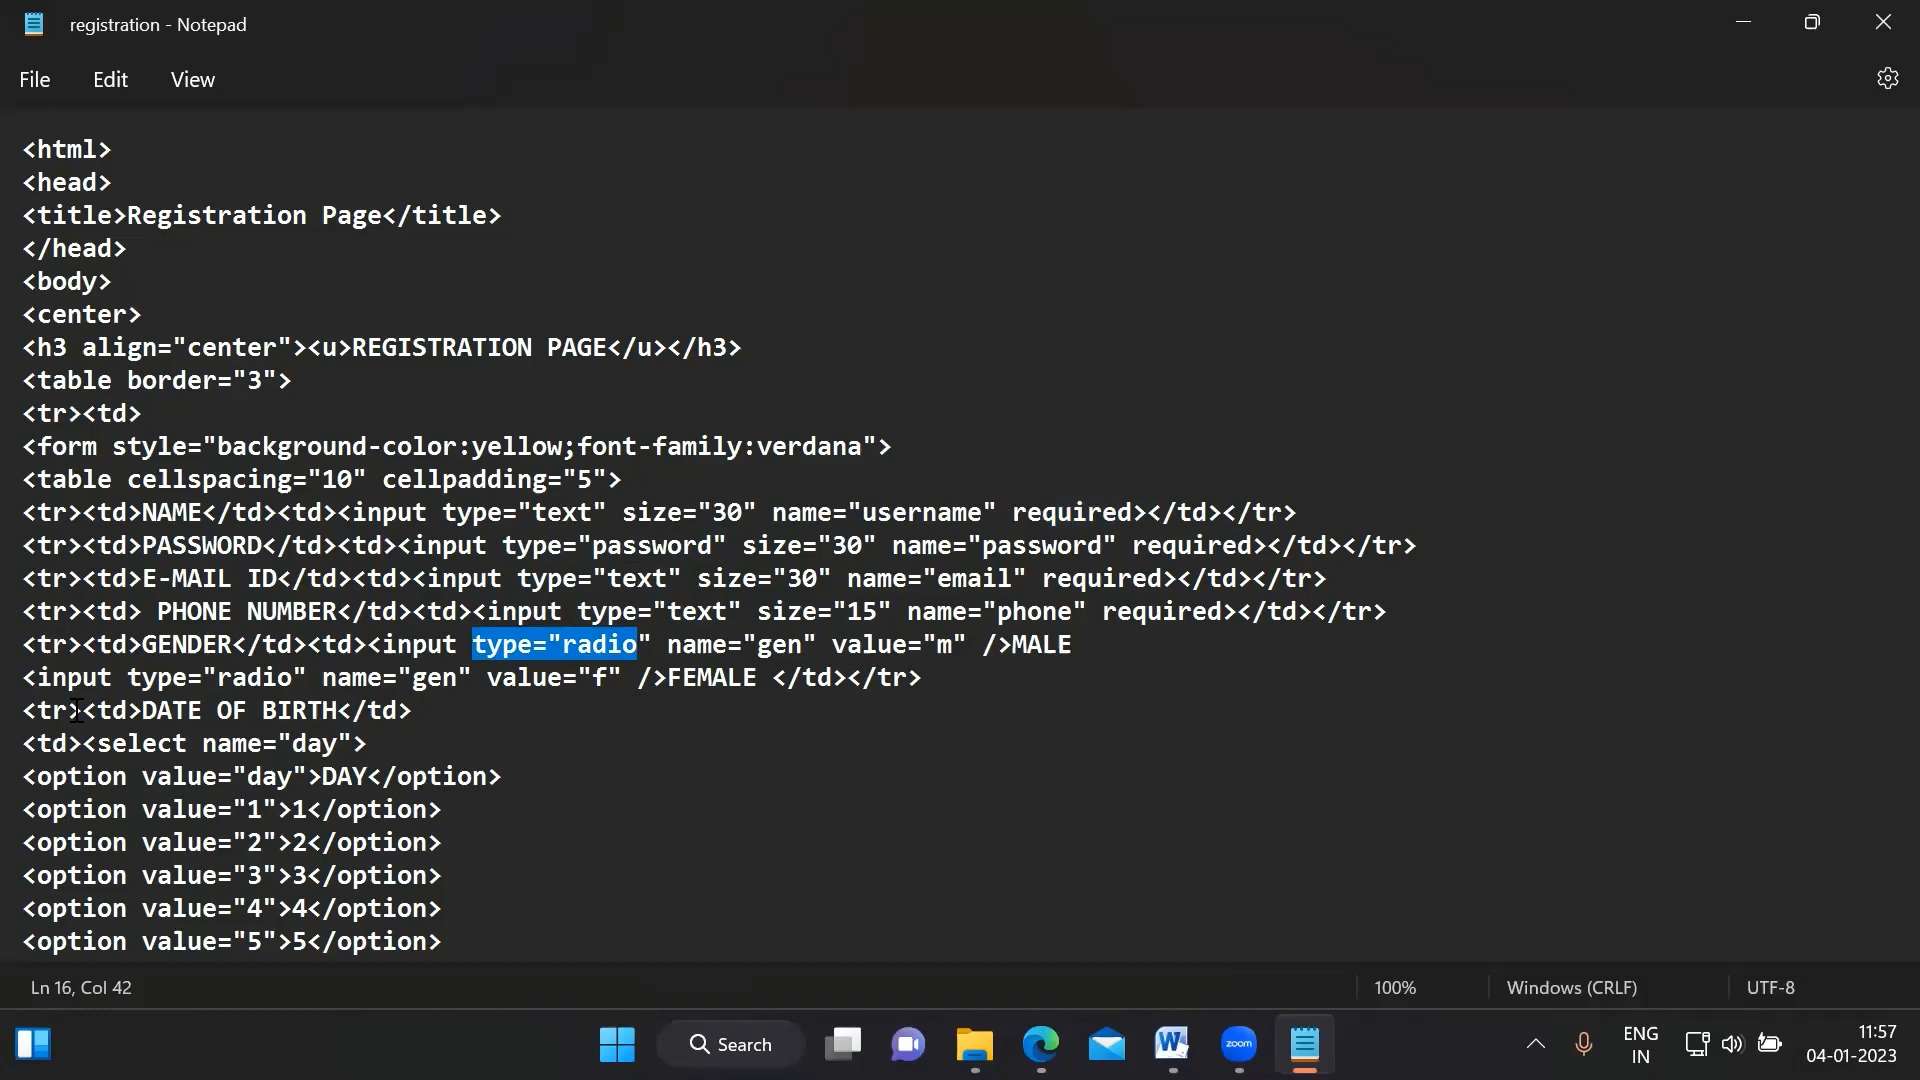 registration - Notepad
File Edit View
<html>
<head>
<title>Registration Page</title>
</head>
<body>
<center>
<h3 align="center"><u>REGISTRATION PAGE</u></h3>
<table border="3">
<tr><td>
<form style="background-color:yellow;font-family:verdana">
<table cellspacing="10" cellpadding="5">
<tr><td>NAME</td><td><input type="text" size="30" name="username" required></td></tr>
<tr><td>PASSWORD</td><td><input type="password" size="30" name="password" required></td></tr>
<tr><td>E-MAIL ID</td><td><input type="text" size="30" name="email" required></td></tr>
<tr><td> PHONE NUMBER</td><td><input type="text" size="15" name="phone" required></td></tr>
<tr><td>GENDER</td><td><input type="radio" name="gen" value="m" />MALE
<input type="radio" name="gen" value="f" />FEMALE </td></tr>
<tr><td>DATE OF BIRTH</td>
<td><select name="day">
<option value="day">DAY</option>
<option value="1">1</option>
<option value="2">2</option>
<option value="3">3</option>
<option value="4">4</option>
<option value="5">5</option>
Ln 16, Col 42 100% Windows (CRLF) UTF-8
Search W zoom ENG IN 11:57
04-01-2023